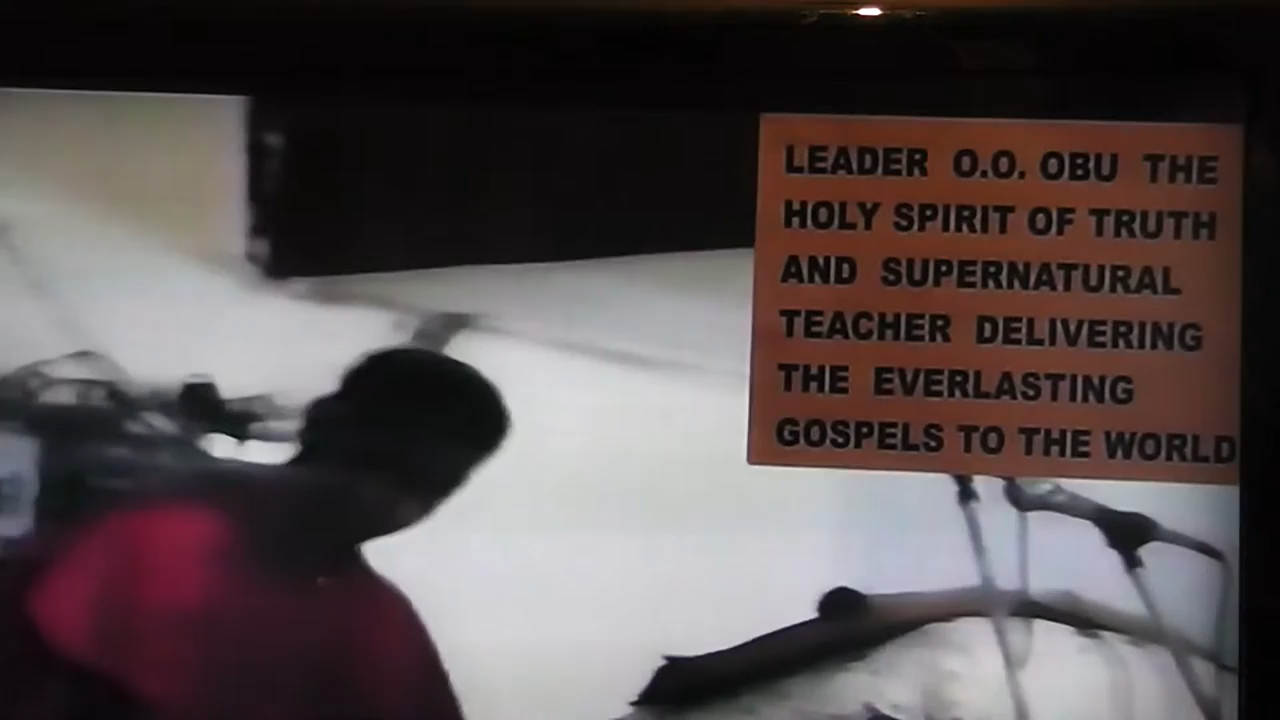 LEADER O.O. OBU THE
HOLY SPIRIT OF TRUTH
AND SUPERNATURAL
TEACHER DELIVERING
THE EVERLASTING
GOSPELS TO THE WORLD